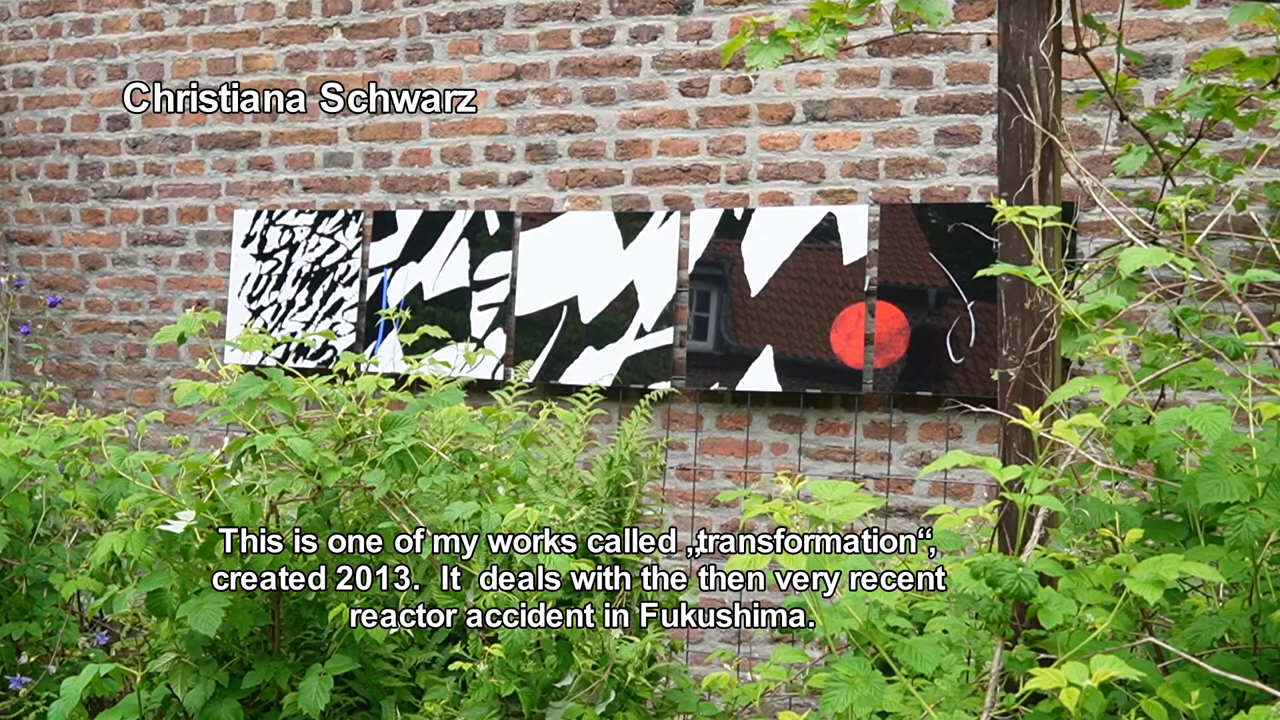 Christiana Schwarz
This is one of my works called „transformation“,
created 2013.  It  deals with the then very recent
reactor accident in Fukushima.